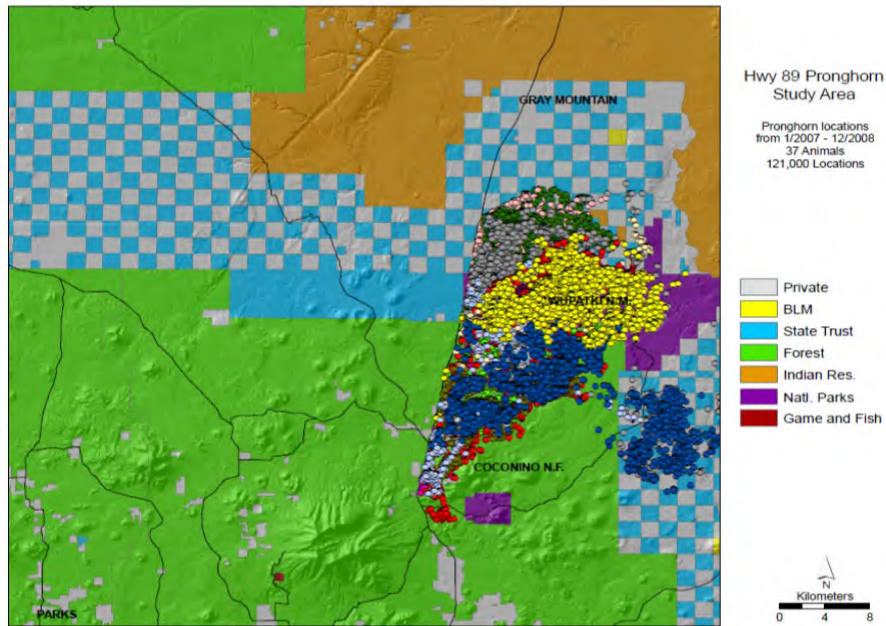 GRAY MOUNTAIN
WUPATKI N.M.
COCONINO N.F.
PARKS
Hwy 89 Pronghorn
Study Area
Pronghorn locations
from 1/2007 - 12/2008
37 Animals
121,000 Locations
Private
BLM
State Trust
Forest
Indian Res.
Natl. Parks
Game and Fish
N
Kilometers
0 4 8